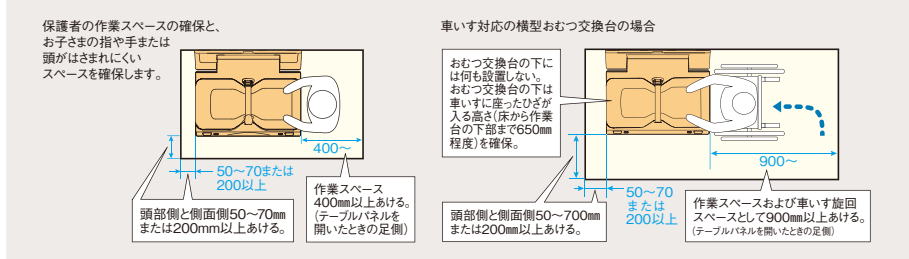 保護者の作業スペースの確保と、
お子さまの指や手または
頭がはさまれにくい
スペースを確保します。
400〜
50〜70または
200以上
頭部側と側面側50〜70㎜
または200mm以上あける。
作業スペース
400㎜以上あける。
(テーブルパネルを
開いたときの足側)
車いす対応の横型おむつ交換台の場合
おむつ交換台の下に
は何も設置しない。
おむつ交換台の下は
車いすに座ったひざが
入る高さ(床から作業
台の下部まで650㎜
程度)を確保。
900〜
50〜70
または
200以上
頭部側と側面側50〜700㎜
または200㎜以上あける。
作業スペースおよび車いす旋回
スペースとして900㎜以上あける。
(テーブルパネルを開いたときの足側)